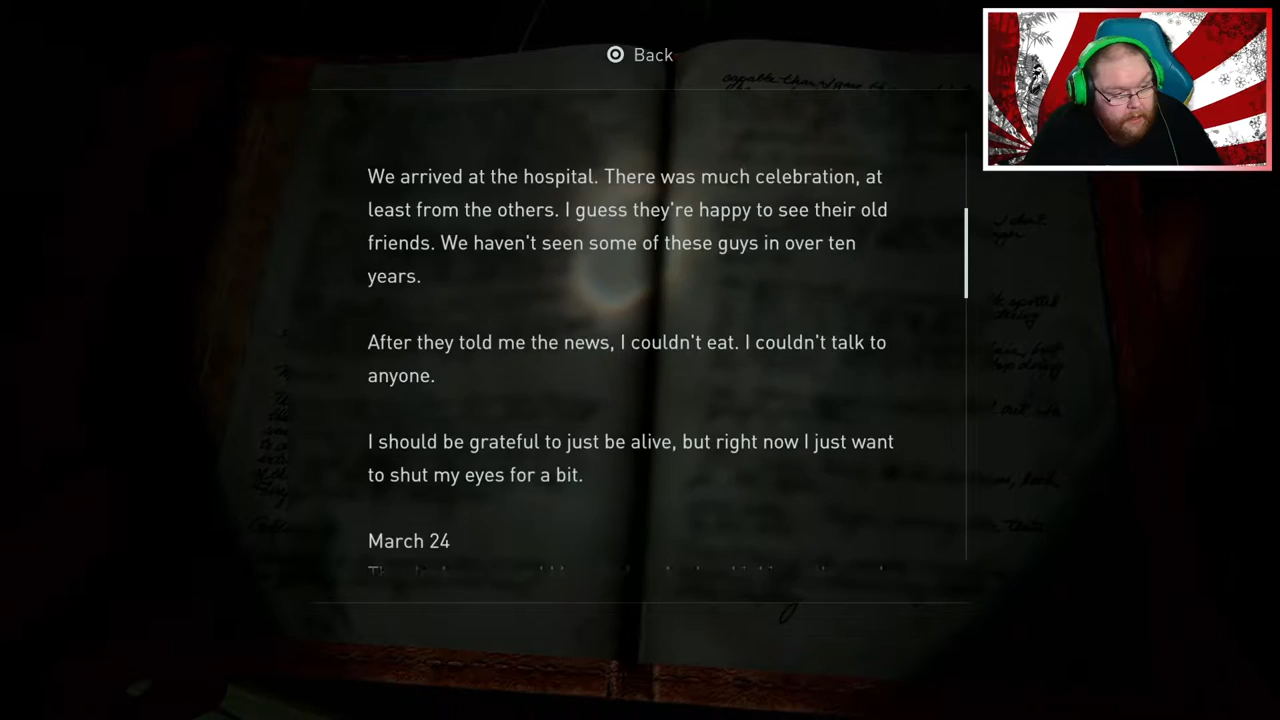 Back
We arrived at the hospital. There was much celebration, at
least from the others. I guess they're happy to see their old
friends. We haven't seen some of these guys in over ten
years.
After they told me the news, I couldn't eat. I couldn't talk to
anyone.
I should be grateful to just be alive, but right now I just want
to shut my eyes for a bit.
March 24